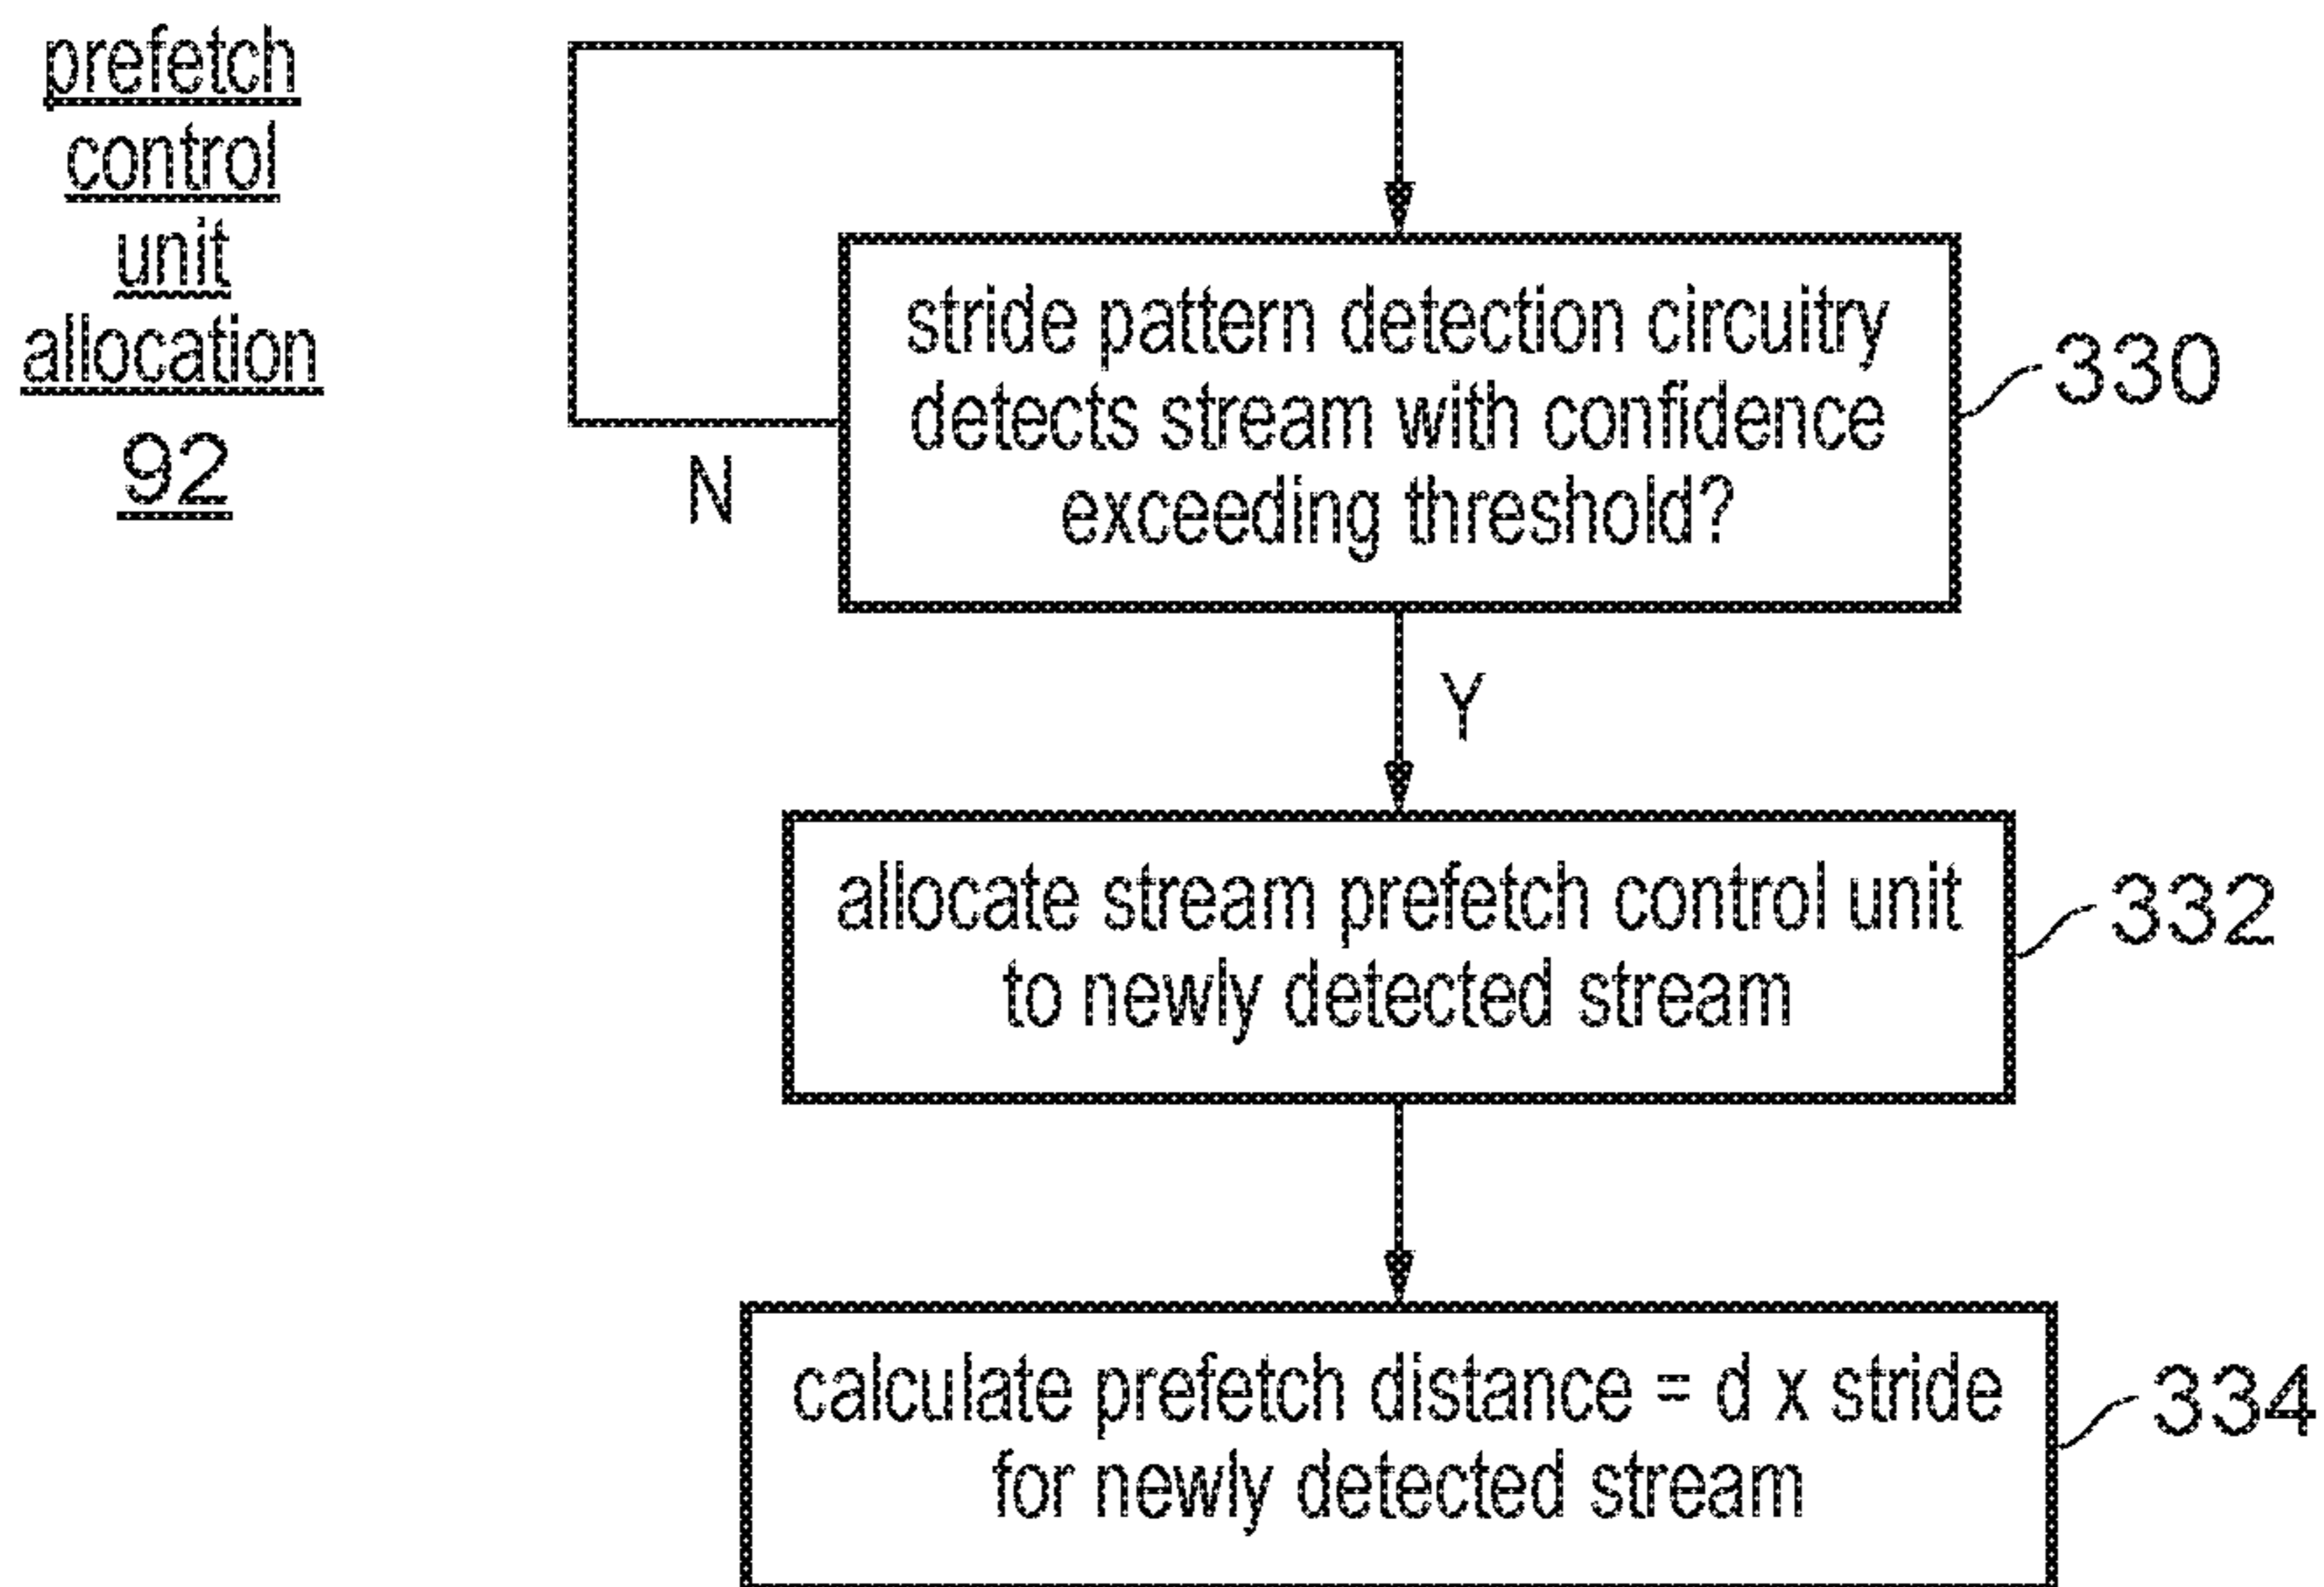 prefetch
control
unit
allocation
92
stride pattern detection circuitry
detects stream with confidence
exceeding threshold?
330
N
Y
allocate stream prefetch control unit
to newly detected stream
332
calculate prefetch distance = d x stride
for newly detected stream
334